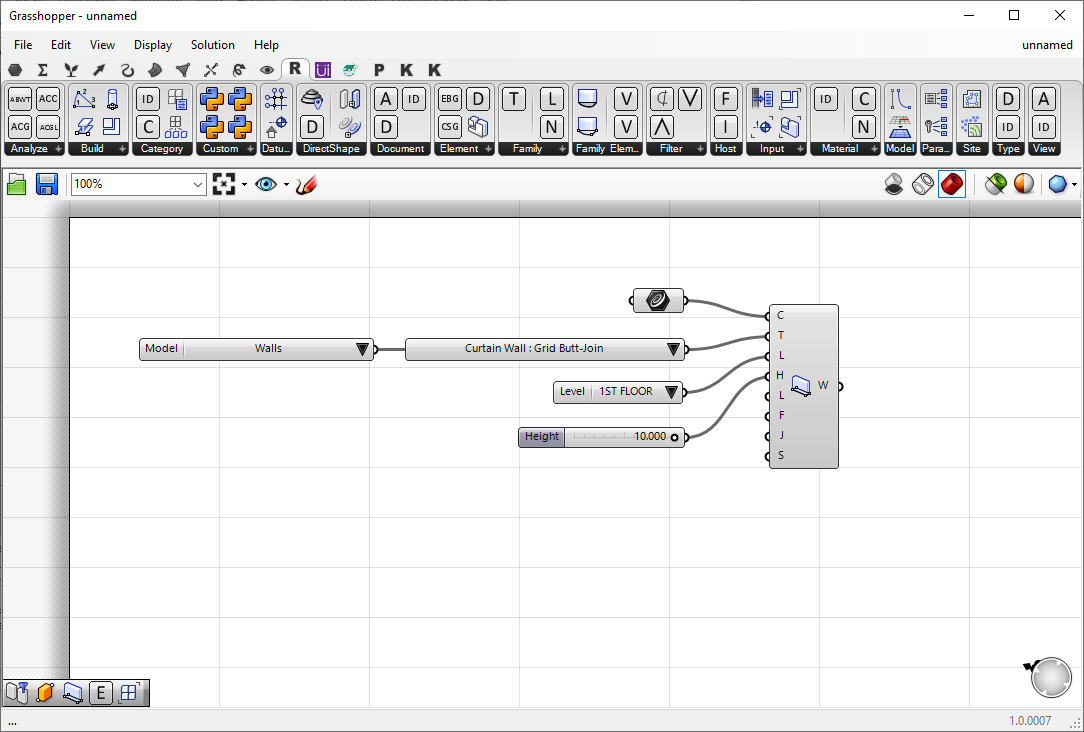 Grasshopper - unnamed
File Edit View Display Solution Help unnamed
Σ R P K K
ABWT ACC ID A ID EBG D T L V F ID C D A
ACG ACGL C D D CSG N V I N ID ID
Analyze Build Category Custom Datu... DirectShape Document Element Family Family Elem... Filter Host Input Material Model Para... Site Type View
100%
C
Model Walls Curtain Wall : Grid Butt-Join T
L
H
Level 1ST FLOOR L
W
F
Height 10.000 J
S
E
... 1.0.0007